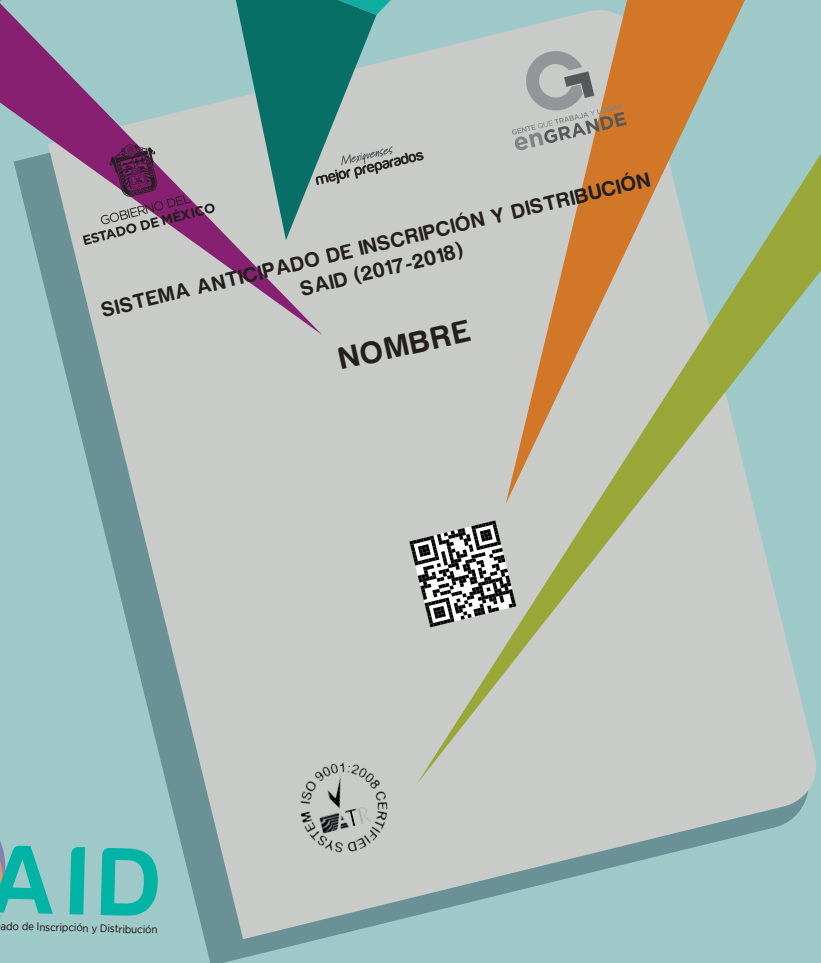 GENTE QUE TRABAJA Y LOGRA
enGRANDE
Mexiquenses
mejor preparados
GOBIERNO DEL
ESTADO DE MÉXICO
SISTEMA ANTICIPADO DE INSCRIPCIÓN Y DISTRIBUCIÓN
SAID (2017-2018)
NOMBRE
ISO 9001:2008 CERTIFIED SYSTEM
ATR
AID
ado de Inscripción y Distribución